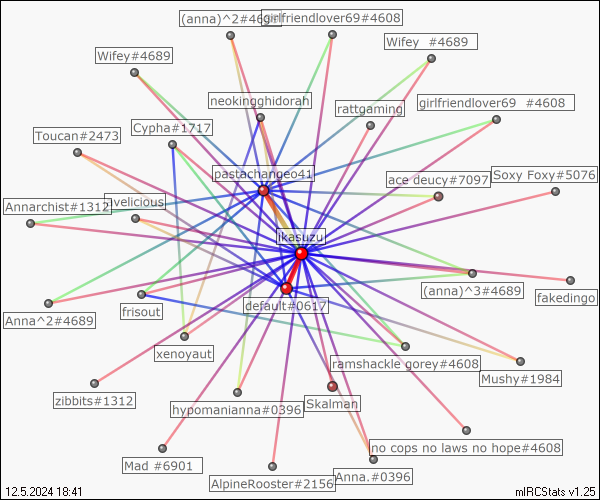 (anna)^2#4689
girlfriendlover69#4608
Wifey#4689
Wifey #4689
neokingghidorah
rattgaming
girlfriendlover69 #4608
Toucan#2473
Cypha#1717
pastachangeo41
acedeucy#7097
Soxy Foxy#5076
Annarchist#1312
velicious
ikasuzu
(anna)^3#4689
fakedingo
Anna^2#4689
frisout
default#0617
xenoyaut
ramshackle gorey#4608
Mushy#1984
zibbits#1312
hypomanianna#0396
Skalman
no cops no laws no hope#4608
Mad #6901
AlpineRooster#2156
Anna.#0396
12.5.2024 18:41
mIRCStats v1.25